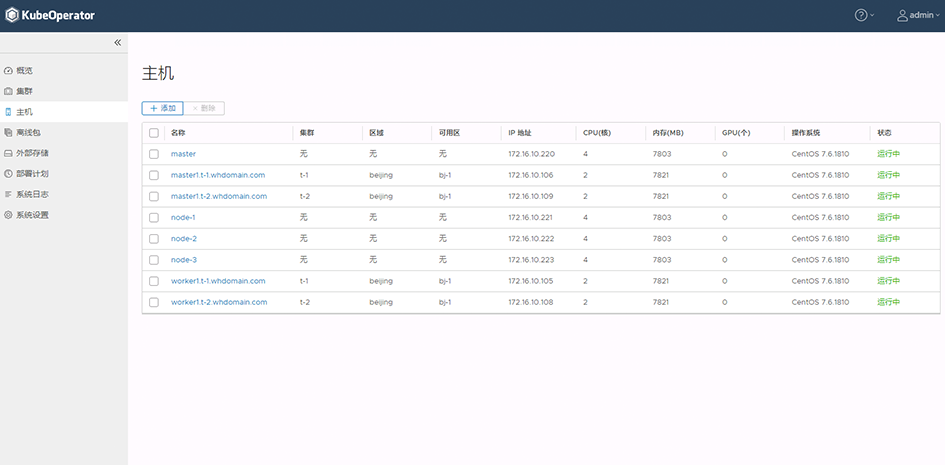 KubeOperator
admin
概览
集群
主机
离线包
外部存储
部署计划
系统日志
系统设置
主机
+ 添加 × 删除
名称 集群 区域 可用区 IP 地址 CPU(核) 内存(MB) GPU(个) 操作系统 状态
master 无 无 无 172.16.10.220 4 7803 0 CentOS 7.6.1810 运行中
master1.t-1.whdomain.com t-1 beijing bj-1 172.16.10.106 2 7821 0 CentOS 7.6.1810 运行中
master1.t-2.whdomain.com t-2 beijing bj-1 172.16.10.109 2 7821 0 CentOS 7.6.1810 运行中
node-1 无 无 无 172.16.10.221 4 7803 0 CentOS 7.6.1810 运行中
node-2 无 无 无 172.16.10.222 4 7803 0 CentOS 7.6.1810 运行中
node-3 无 无 无 172.16.10.223 4 7803 0 CentOS 7.6.1810 运行中
worker1.t-1.whdomain.com t-1 beijing bj-1 172.16.10.105 2 7821 0 CentOS 7.6.1810 运行中
worker1.t-2.whdomain.com t-2 beijing bj-1 172.16.10.108 2 7821 0 CentOS 7.6.1810 运行中